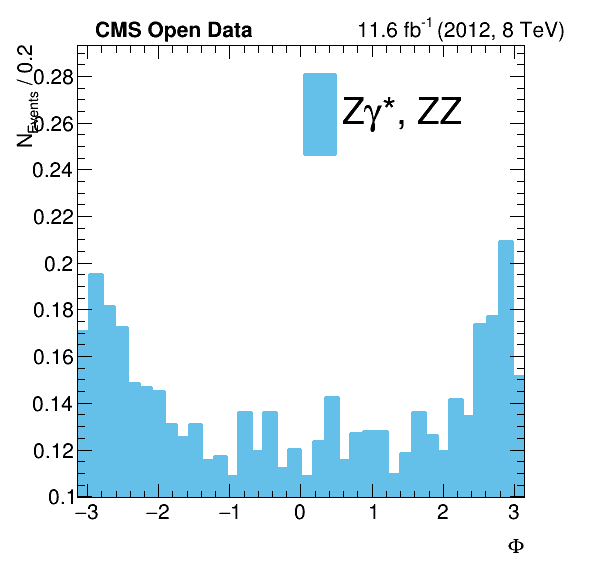 CMS Open Data
11.6 fb⁻¹ (2012, 8 TeV)
N_Events / 0.2
Zγ*, ZZ
0.28
0.26
0.24
0.22
0.2
0.18
0.16
0.14
0.12
0.1
−3 −2 −1 0 1 2 3
Φ